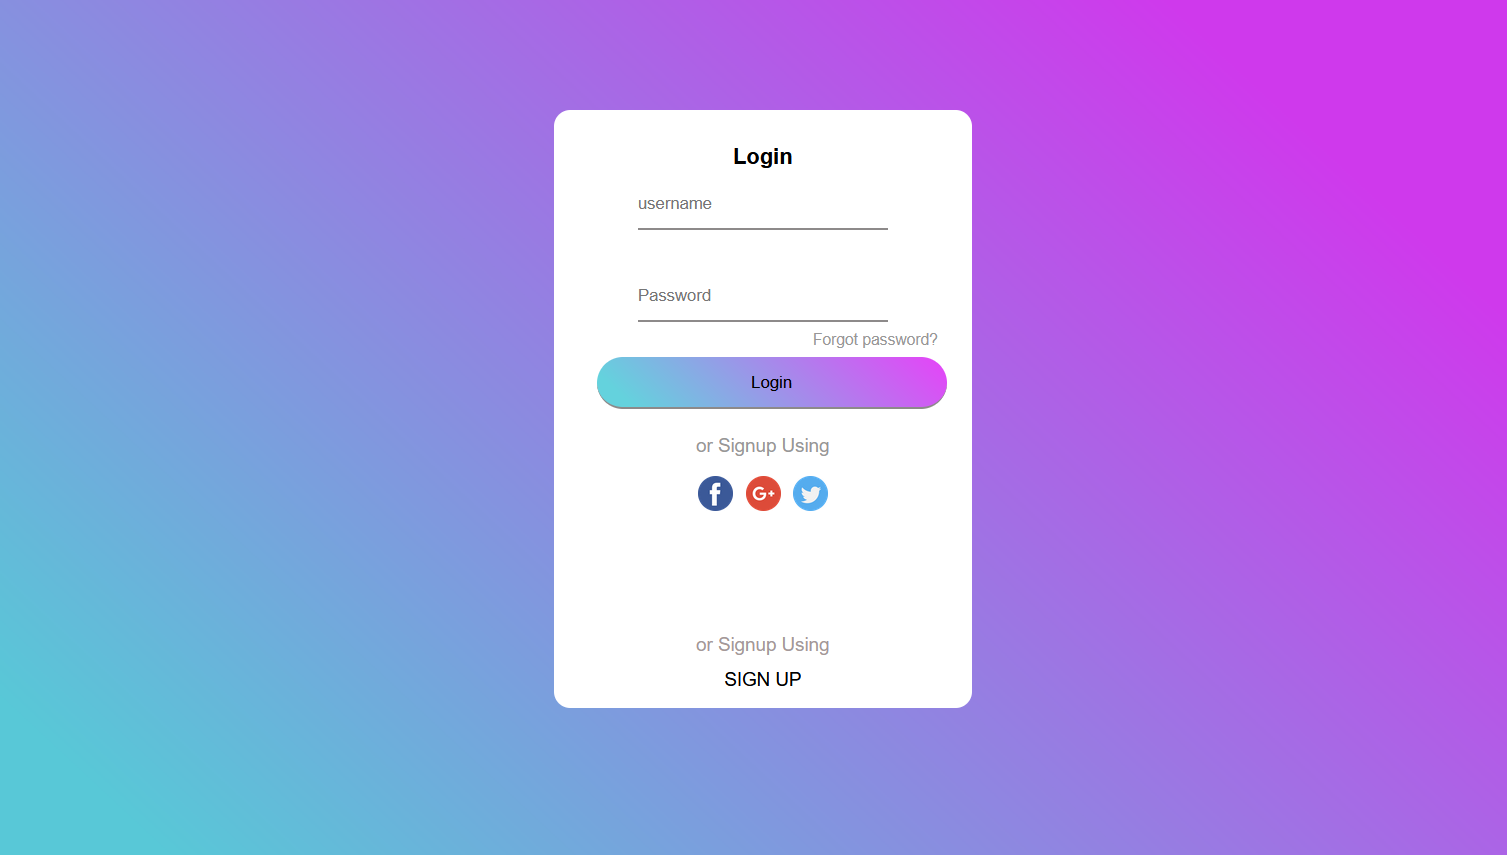 Login
username
Password
Forgot password?
Login
or Signup Using
f G+
or Signup Using
SIGN UP